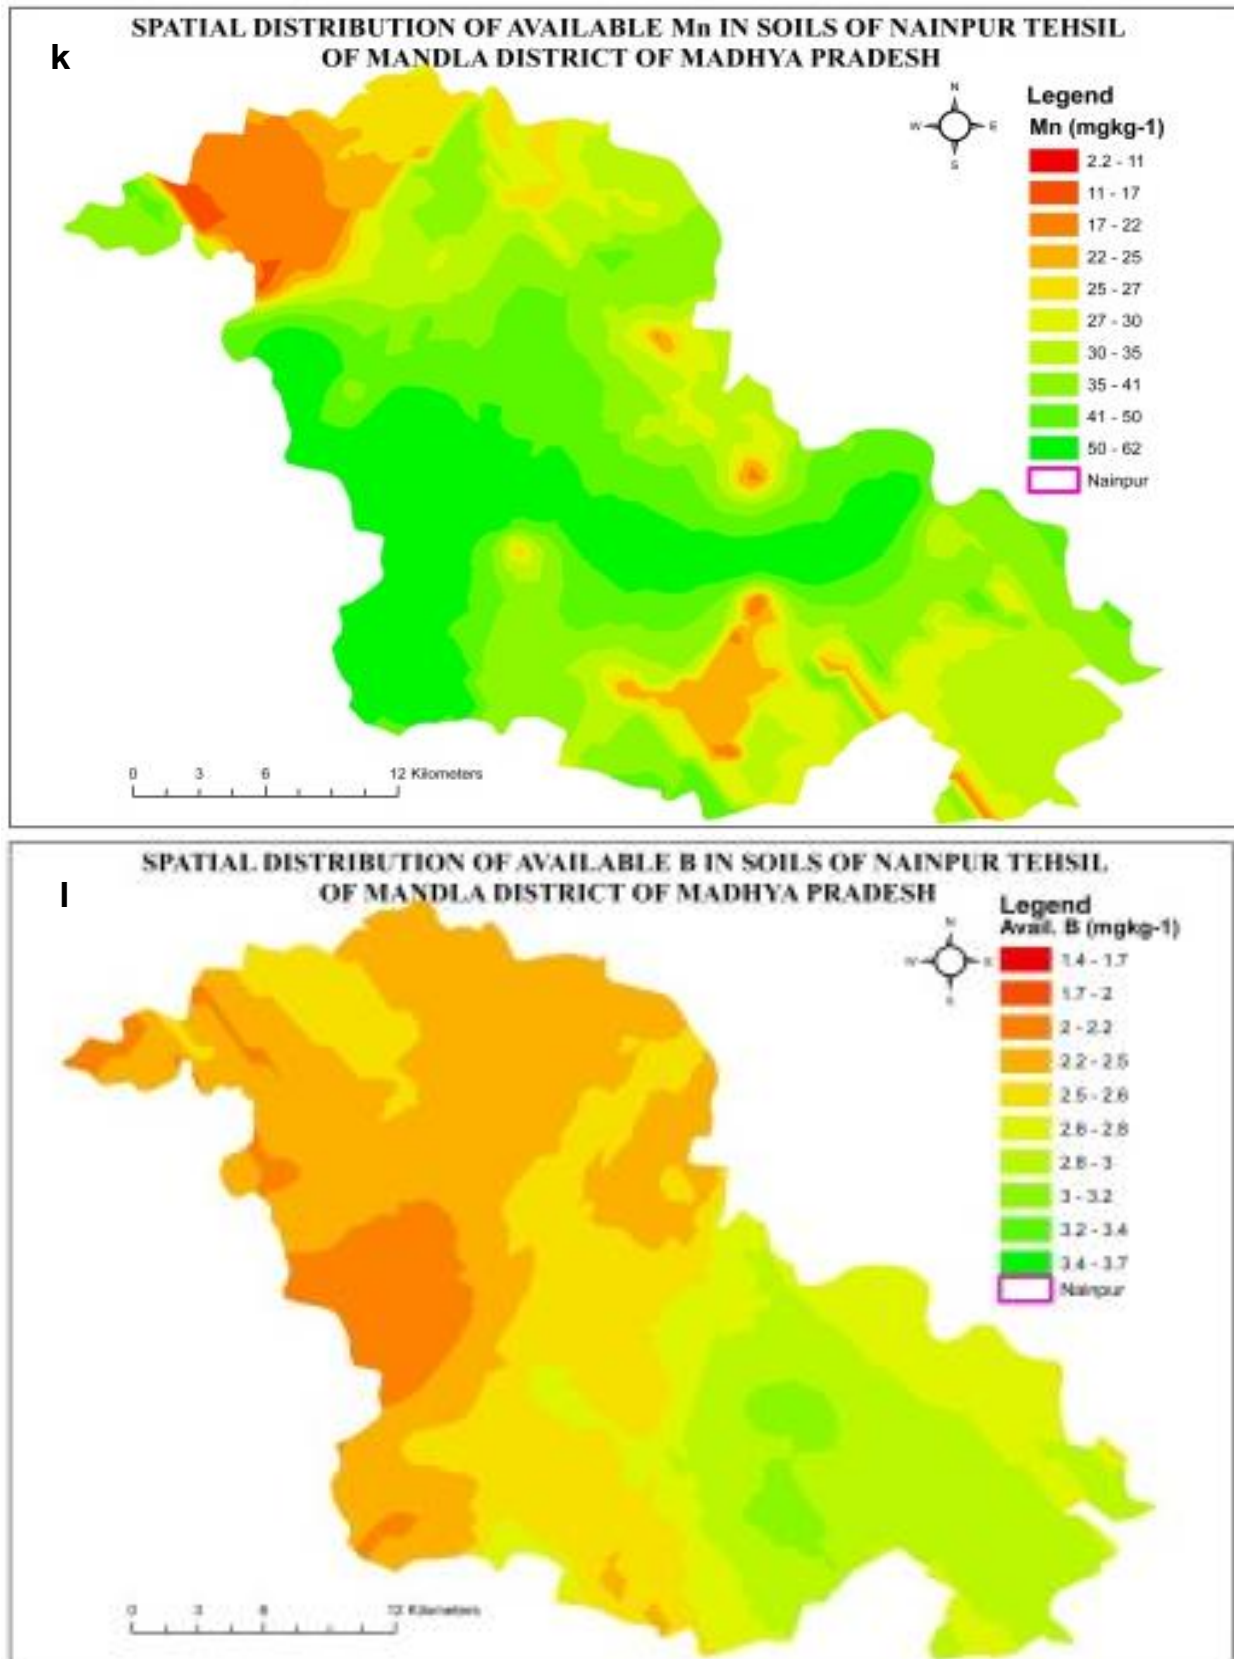 k
SPATIAL DISTRIBUTION OF AVAILABLE Mn IN SOILS OF NAINPUR TEHSIL
OF MANDLA DISTRICT OF MADHYA PRADESH
N
W E
S
Legend
Mn (mgkg-1)
2.2 - 11
11 - 17
17 - 22
22 - 25
25 - 27
27 - 30
30 - 35
35 - 41
41 - 50
50 - 62
Nainpur
0 3 6 12 Kilometers
l
SPATIAL DISTRIBUTION OF AVAILABLE B IN SOILS OF NAINPUR TEHSIL
OF MANDLA DISTRICT OF MADHYA PRADESH
N
W E
S
Legend
Avail. B (mgkg-1)
1.4 - 1.7
1.7 - 2
2 - 2.2
2.2 - 2.5
2.5 - 2.6
2.6 - 2.8
2.8 - 3
3 - 3.2
3.2 - 3.4
3.4 - 3.7
Nainpur
0 3 6 12 Kilometers